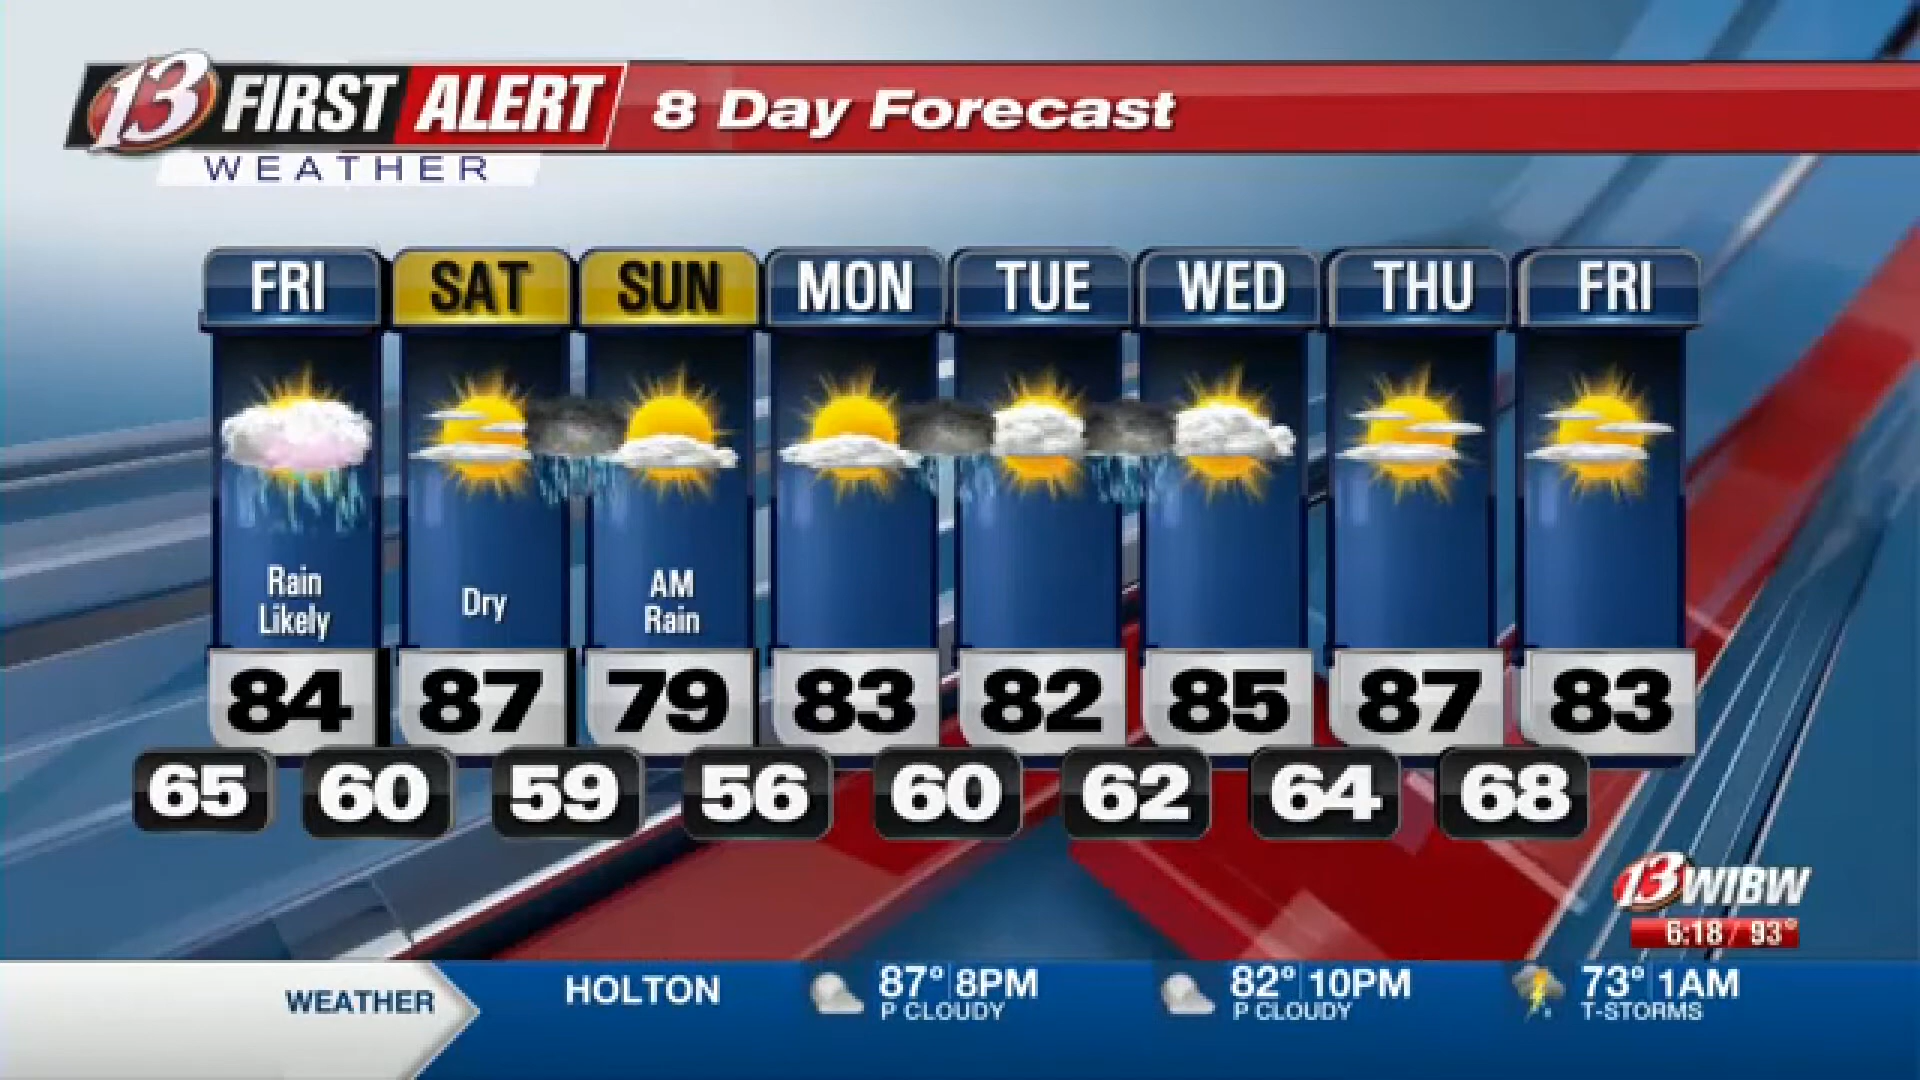 13 FIRST ALERT 8 Day Forecast
WEATHER
FRI SAT SUN MON TUE WED THU FRI
Rain Likely
Dry
AM Rain
84 87 79 83 82 85 87 83
65 60 59 56 60 62 64 68
13 WIBW
6:18 / 93°
WEATHER HOLTON 87° 8PM 82° 10PM 73° 1AM
P CLOUDY P CLOUDY T-STORMS